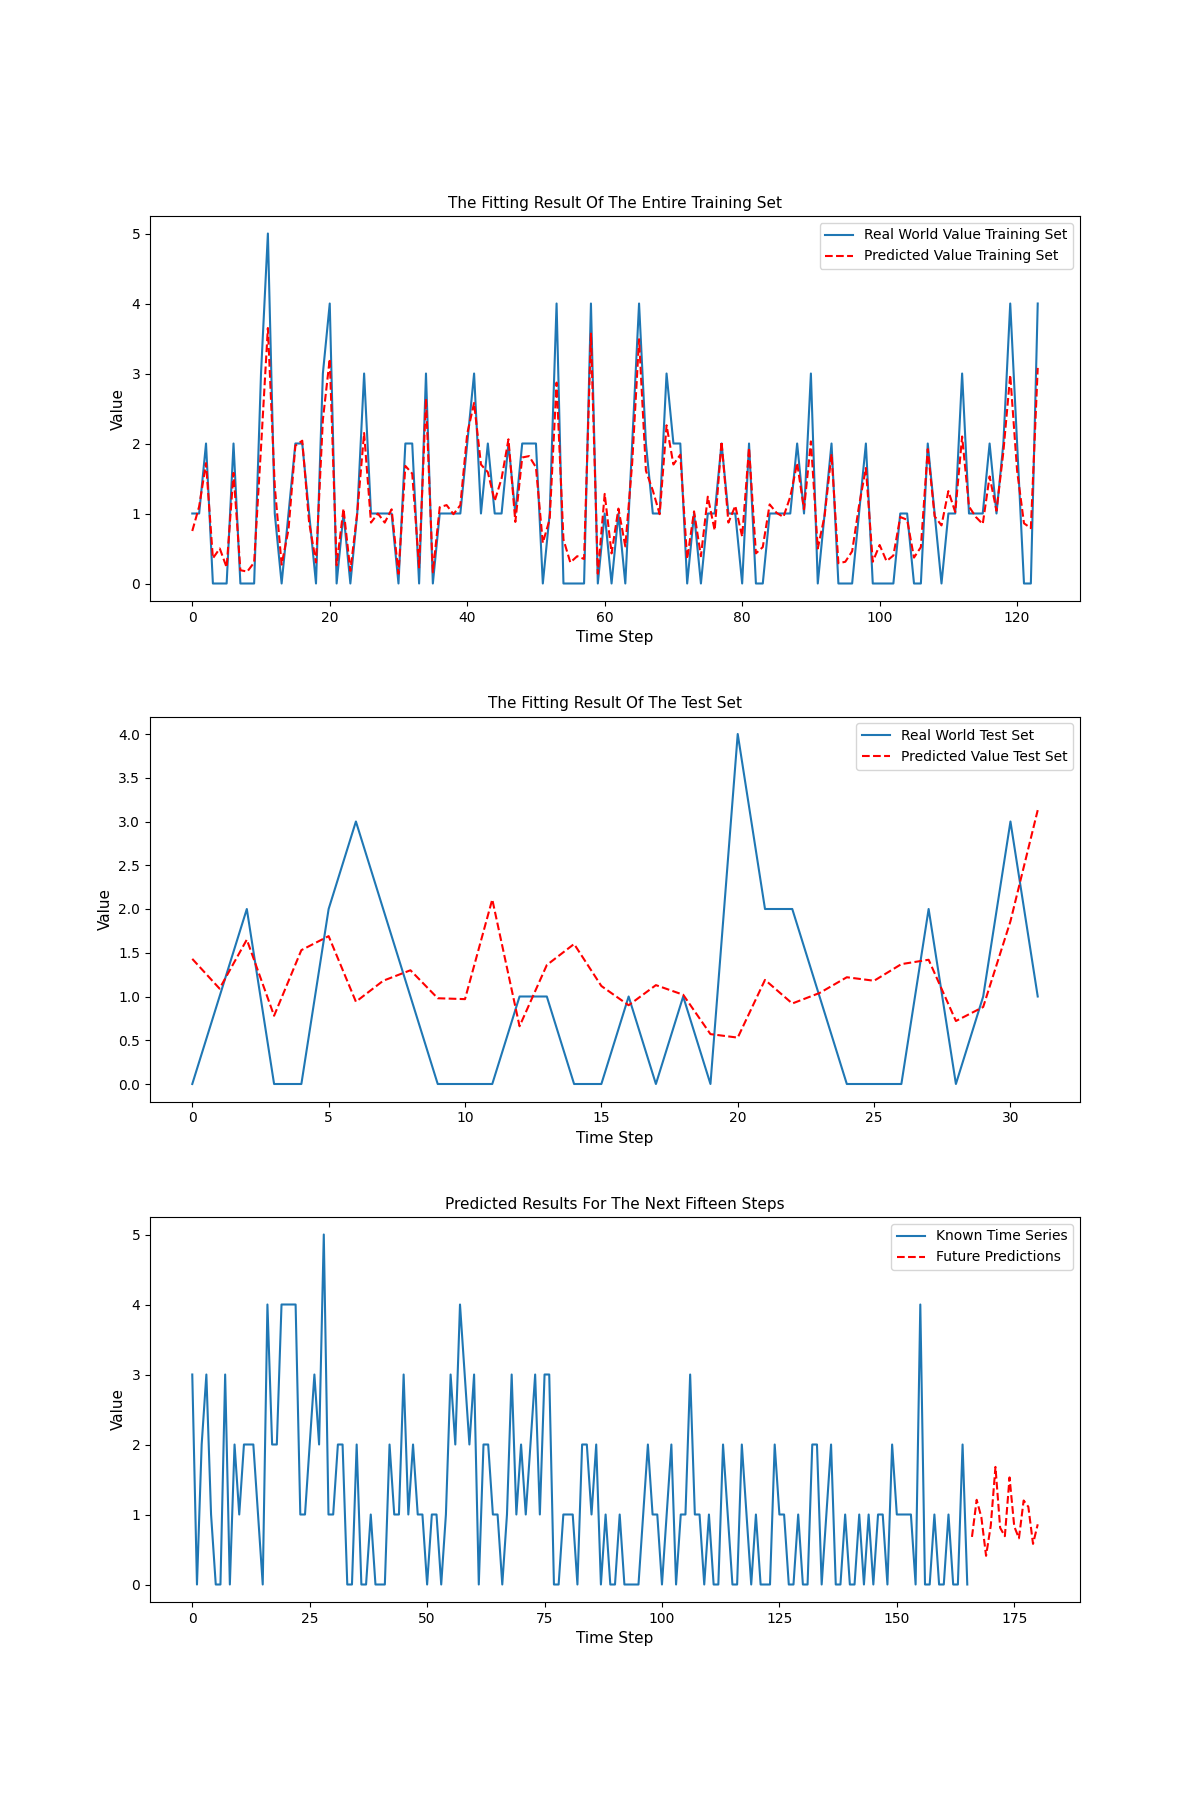 The Fitting Result Of The Entire Training Set
Real World Value Training Set
Predicted Value Training Set
Value
5
4
3
2
1
0
0 20 40 60 80 100 120
Time Step
The Fitting Result Of The Test Set
Real World Test Set
Predicted Value Test Set
Value
4.0
3.5
3.0
2.5
2.0
1.5
1.0
0.5
0.0
0 5 10 15 20 25 30
Time Step
Predicted Results For The Next Fifteen Steps
Known Time Series
Future Predictions
Value
5
4
3
2
1
0
0 25 50 75 100 125 150 175
Time Step